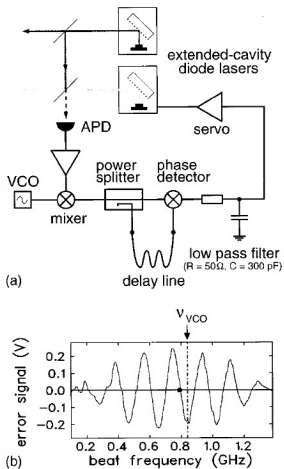 extended-cavity
diode lasers
APD
servo
power
splitter
phase
detector
VCO
mixer
low pass filter
(R = 50Ω, C = 300 pF)
delay line
(a)
νVCO
error signal (V)
0.2
0.1
0.0
-0.1
-0.2
0.2 0.4 0.6 0.8 1.0 1.2
beat frequency (GHz)
(b)